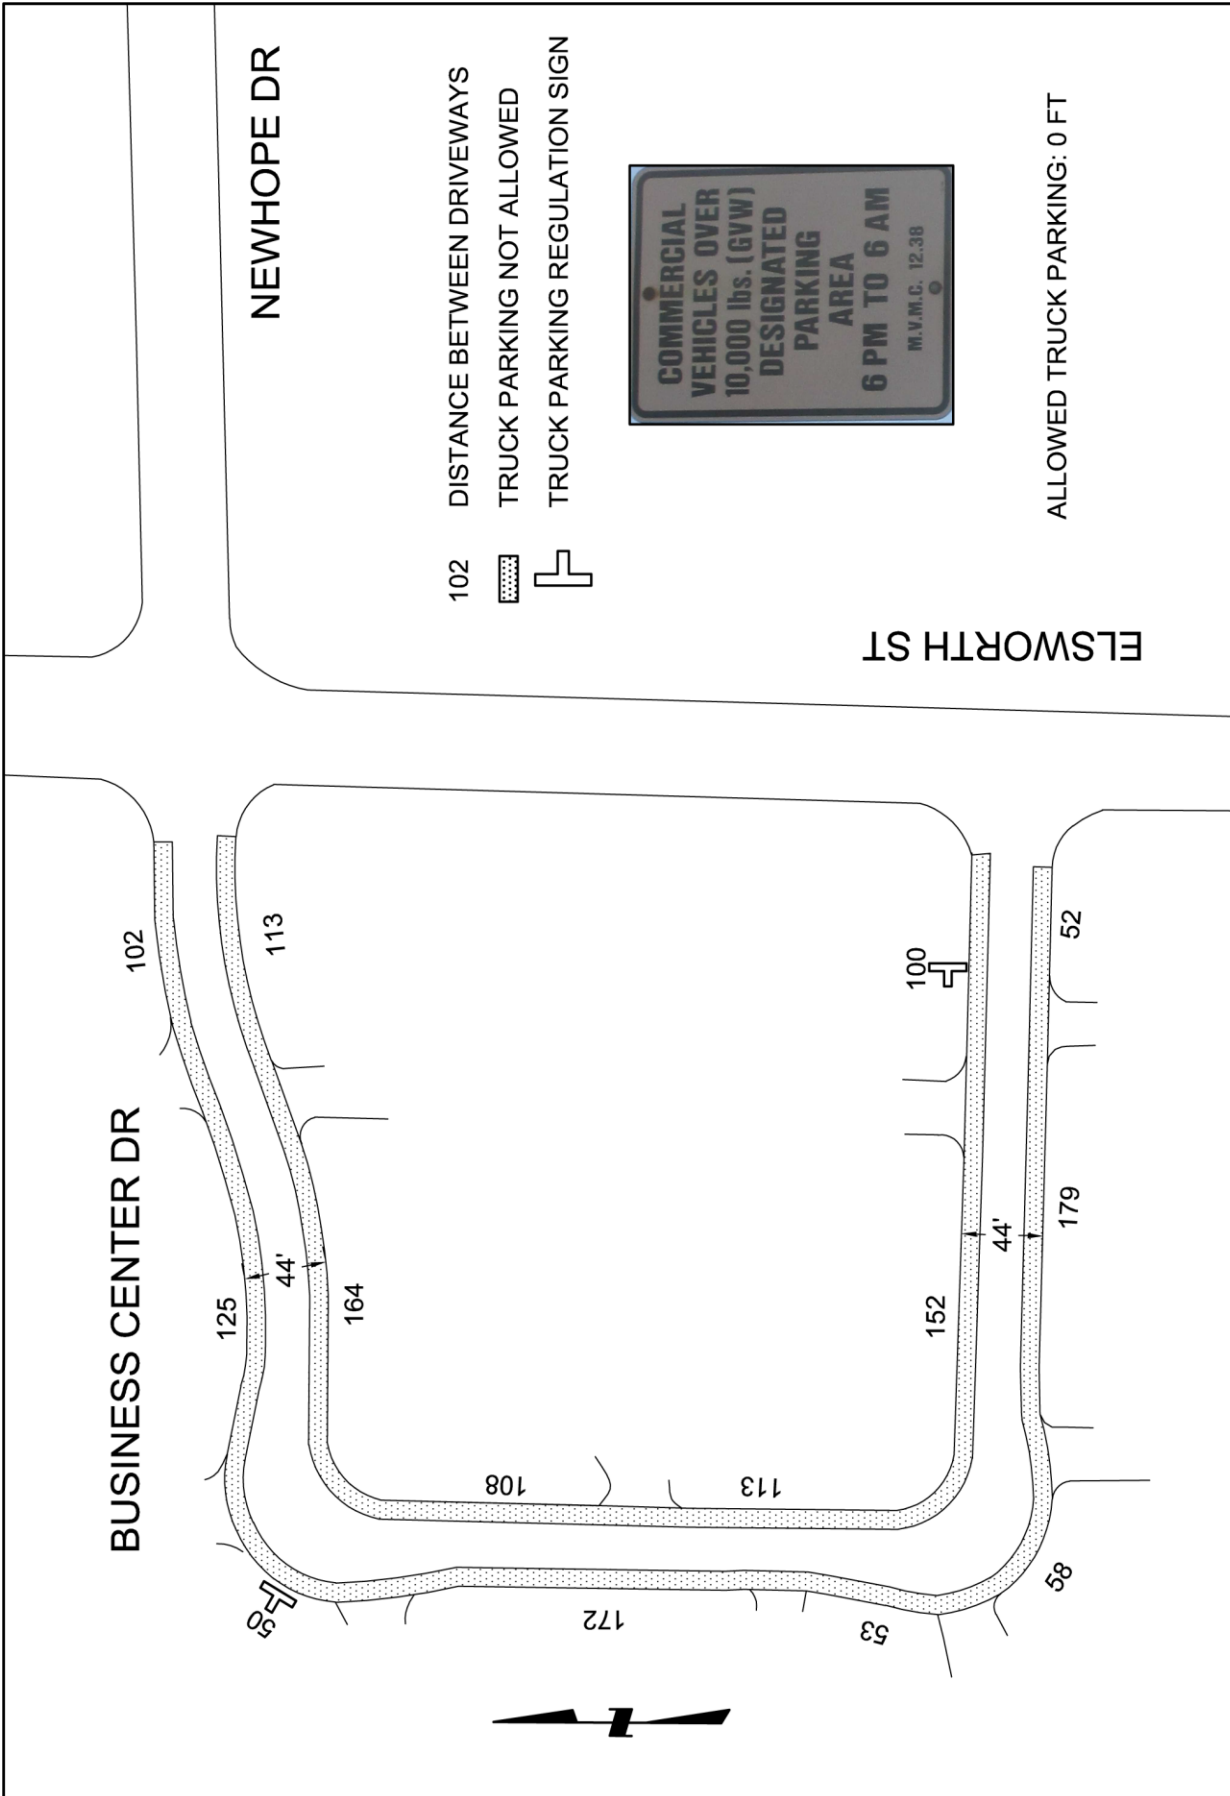 BUSINESS CENTER DR
NEWHOPE DR
ELSWORTH ST
102
113
125
44'
164
50
108
172
113
53
58
152
44'
179
100
52
102 DISTANCE BETWEEN DRIVEWAYS
TRUCK PARKING NOT ALLOWED
TRUCK PARKING REGULATION SIGN
COMMERCIAL
VEHICLES OVER
10,000 lbs. (GVW)
DESIGNATED
PARKING
AREA
6 PM TO 6 AM
M.V.M.C. 12.38
ALLOWED TRUCK PARKING: 0 FT
N